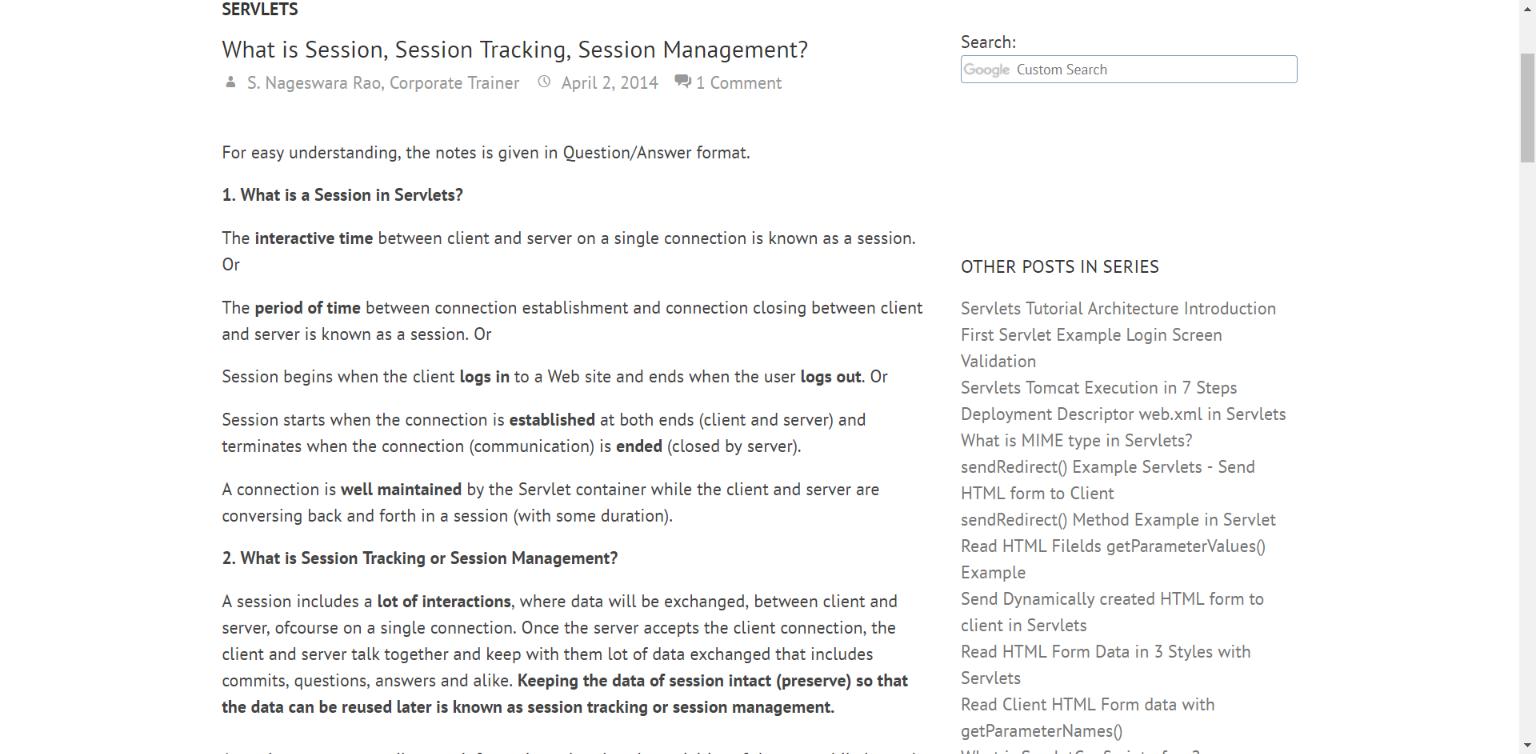 SERVLETS
What is Session, Session Tracking, Session Management?
S. Nageswara Rao, Corporate Trainer April 2, 2014 1 Comment
For easy understanding, the notes is given in Question/Answer format.
1. What is a Session in Servlets?
The interactive time between client and server on a single connection is known as a session.
Or
The period of time between connection establishment and connection closing between client
and server is known as a session. Or
Session begins when the client logs in to a Web site and ends when the user logs out. Or
Session starts when the connection is established at both ends (client and server) and
terminates when the connection (communication) is ended (closed by server).
A connection is well maintained by the Servlet container while the client and server are
conversing back and forth in a session (with some duration).
2. What is Session Tracking or Session Management?
A session includes a lot of interactions, where data will be exchanged, between client and
server, ofcourse on a single connection. Once the server accepts the client connection, the
client and server talk together and keep with them lot of data exchanged that includes
commits, questions, answers and alike. Keeping the data of session intact (preserve) so that
the data can be reused later is known as session tracking or session management.
Search:
Google Custom Search
OTHER POSTS IN SERIES
Servlets Tutorial Architecture Introduction
First Servlet Example Login Screen
Validation
Servlets Tomcat Execution in 7 Steps
Deployment Descriptor web.xml in Servlets
What is MIME type in Servlets?
sendRedirect() Example Servlets - Send
HTML form to Client
sendRedirect() Method Example in Servlet
Read HTML Filelds getParameterValues()
Example
Send Dynamically created HTML form to
client in Servlets
Read HTML Form Data in 3 Styles with
Servlets
Read Client HTML Form data with
getParameterNames()